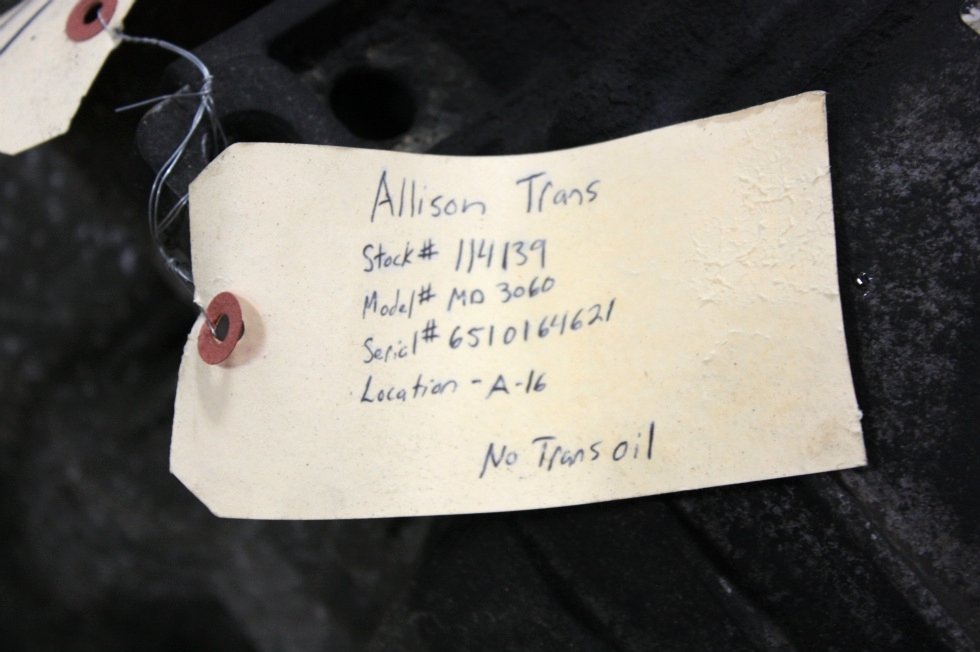 Allison Trans
Stock# 114139
Model# MD 3060
Serial# 6510164621
Location - A-16
No Trans oil